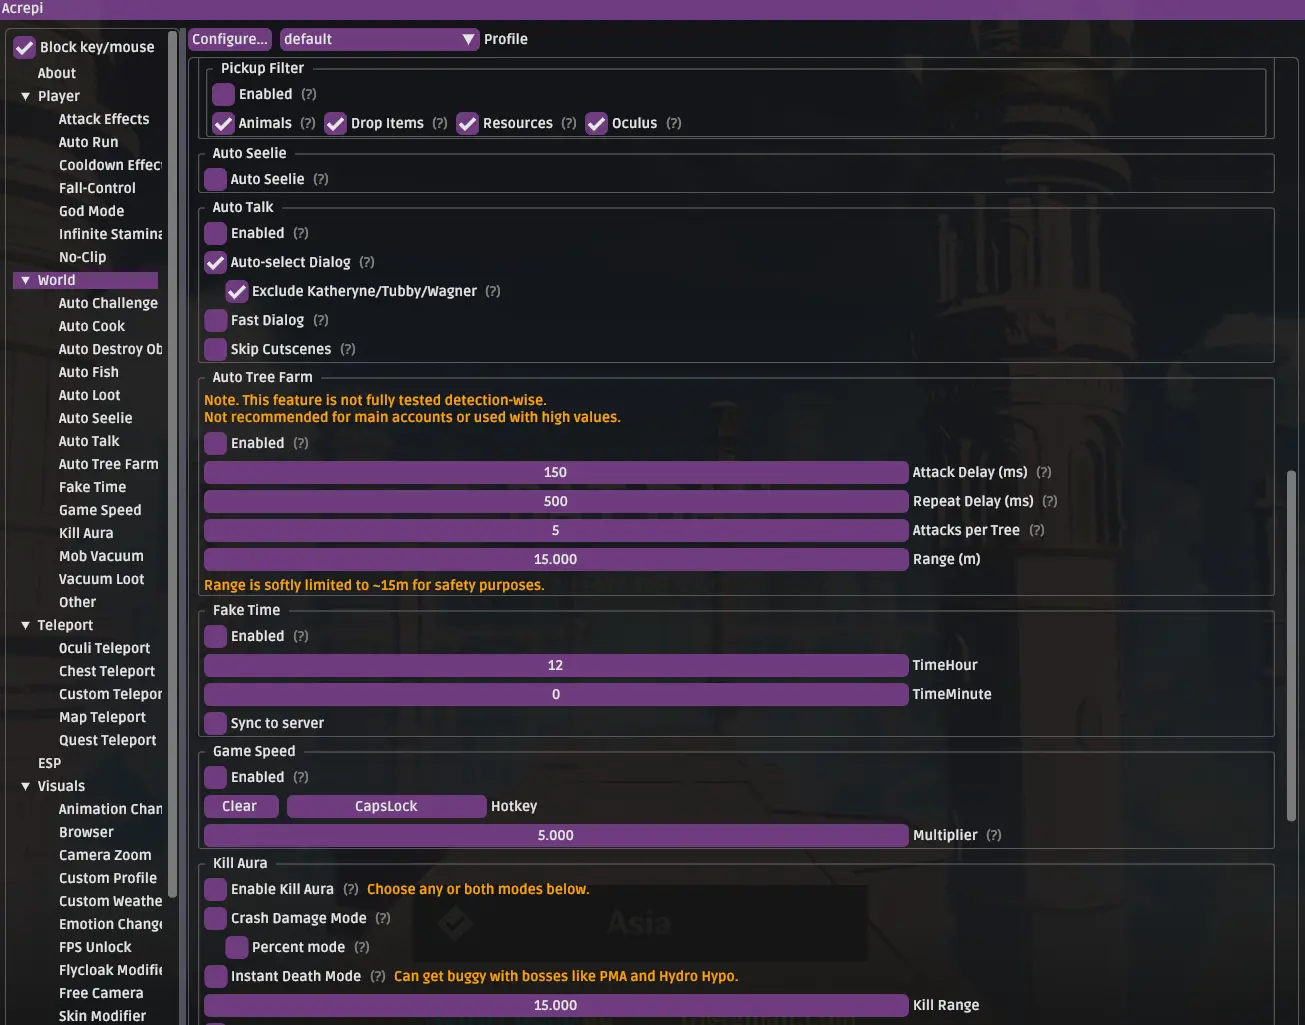 Acrepi
Block key/mouse
About
▼ Player
Attack Effects
Auto Run
Cooldown Effec
Fall-Control
God Mode
Infinite Stamina
No-Clip
▼ World
Auto Challenge
Auto Cook
Auto Destroy Ob
Auto Fish
Auto Loot
Auto Seelie
Auto Talk
Auto Tree Farm
Fake Time
Game Speed
Kill Aura
Mob Vacuum
Vacuum Loot
Other
▼ Teleport
Oculi Teleport
Chest Teleport
Custom Telepor
Map Teleport
Quest Teleport
ESP
▼ Visuals
Animation Chan
Browser
Camera Zoom
Custom Profile
Custom Weathe
Emotion Change
FPS Unlock
Flycloak Modifie
Free Camera
Skin Modifier
Configure... default ▼ Profile
Pickup Filter
Enabled (?)
Animals (?) Drop Items (?) Resources (?) Oculus (?)
Auto Seelie
Auto Seelie (?)
Auto Talk
Enabled (?)
Auto-select Dialog (?)
Exclude Katheryne/Tubby/Wagner (?)
Fast Dialog (?)
Skip Cutscenes (?)
Auto Tree Farm
Note. This feature is not fully tested detection-wise.
Not recommended for main accounts or used with high values.
Enabled (?)
150 Attack Delay (ms) (?)
500 Repeat Delay (ms) (?)
5 Attacks per Tree (?)
15.000 Range (m)
Range is softly limited to ~15m for safety purposes.
Fake Time
Enabled (?)
12 TimeHour
0 TimeMinute
Sync to server
Game Speed
Enabled (?)
Clear CapsLock Hotkey
5.000 Multiplier (?)
Kill Aura
Enable Kill Aura (?) Choose any or both modes below.
Crash Damage Mode (?)
Asia
Percent mode (?)
Instant Death Mode (?) Can get buggy with bosses like PMA and Hydro Hypo.
15.000 Kill Range